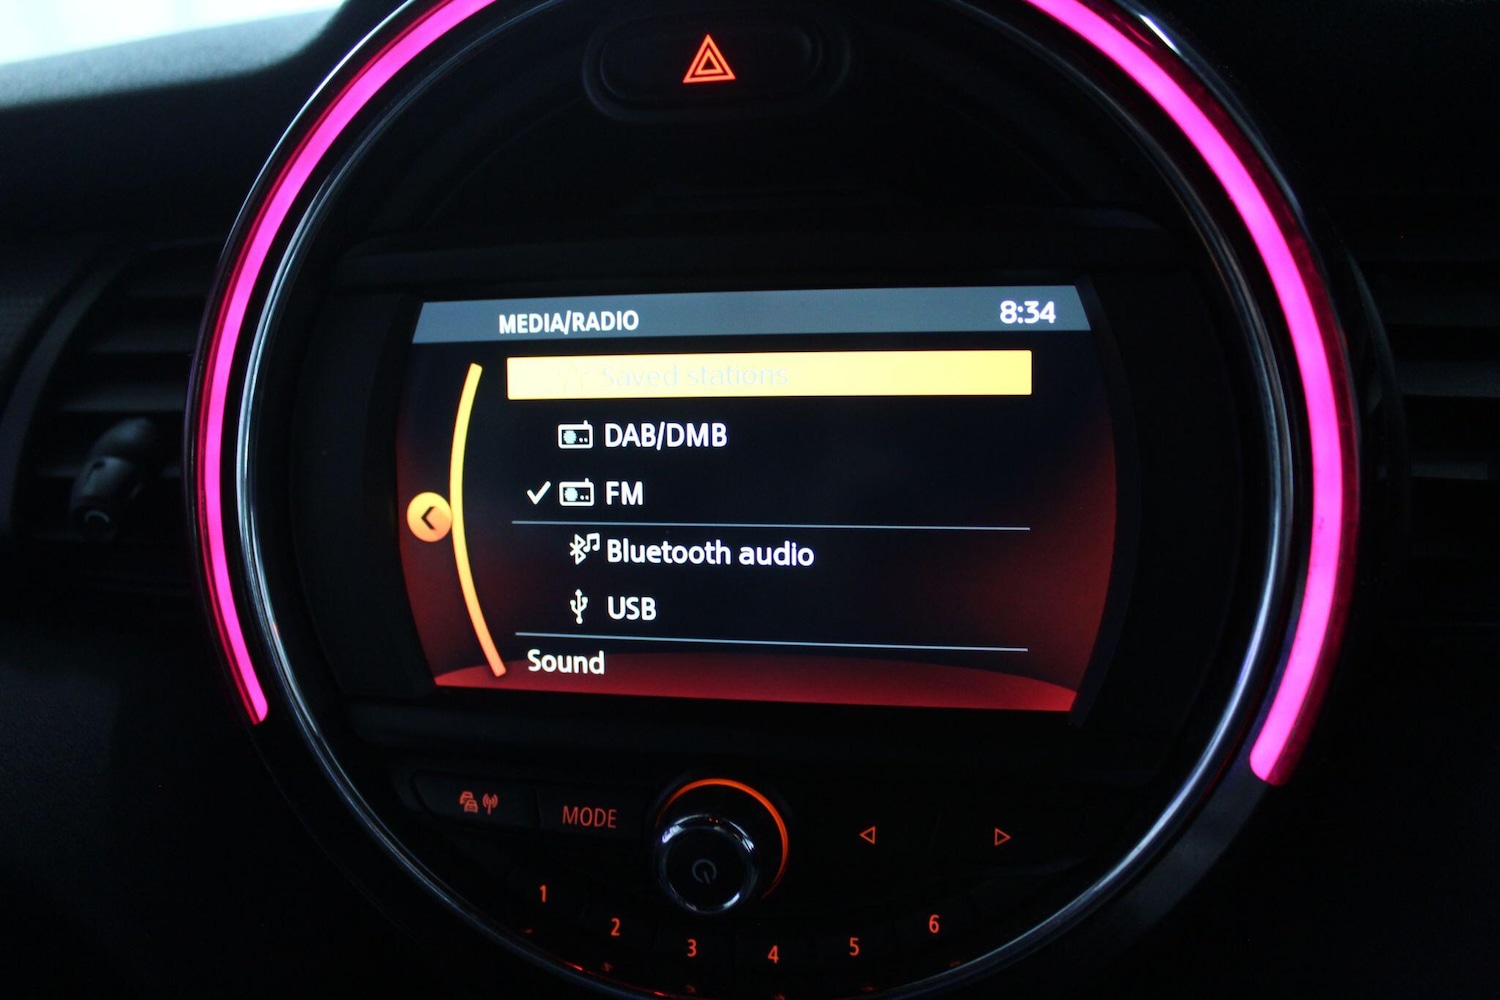 MEDIA/RADIO 8:34
Saved stations
DAB/DMB
FM
Bluetooth audio
USB
Sound
MODE
1 2 3 4 5 6